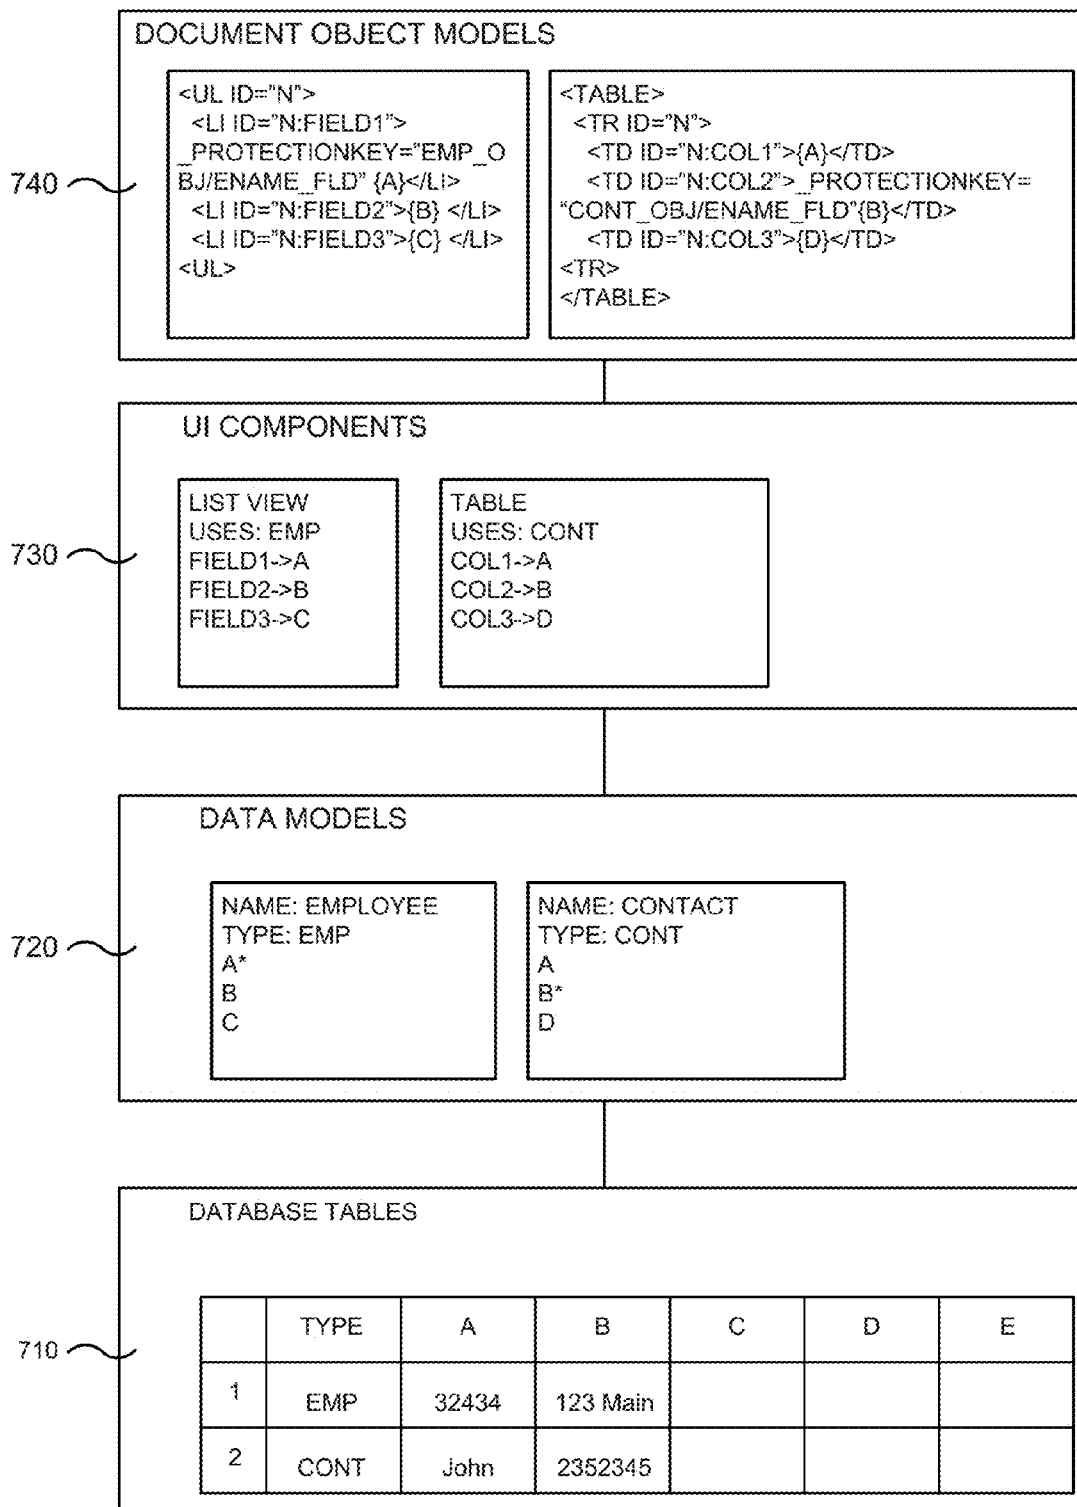 DOCUMENT OBJECT MODELS
<UL ID="N">
<LI ID="N:FIELD1">
_PROTECTIONKEY="EMP_O
BJ/ENAME_FLD" {A}</LI>
<LI ID="N:FIELD2">{B} </LI>
<LI ID="N:FIELD3">{C} </LI>
<UL>
<TABLE>
<TR ID="N">
<TD ID="N:COL1">{A}</TD>
<TD ID="N:COL2">_PROTECTIONKEY=
"CONT_OBJ/ENAME_FLD"{B}</TD>
<TD ID="N:COL3">{D}</TD>
<TR>
</TABLE>
740
UI COMPONENTS
LIST VIEW
USES: EMP
FIELD1->A
FIELD2->B
FIELD3->C
TABLE
USES: CONT
COL1->A
COL2->B
COL3->D
730
DATA MODELS
NAME: EMPLOYEE
TYPE: EMP
A*
B
C
NAME: CONTACT
TYPE: CONT
A
B*
D
720
DATABASE TABLES
TYPE A B C D E
1 EMP 32434 123 Main
2 CONT John 2352345
710